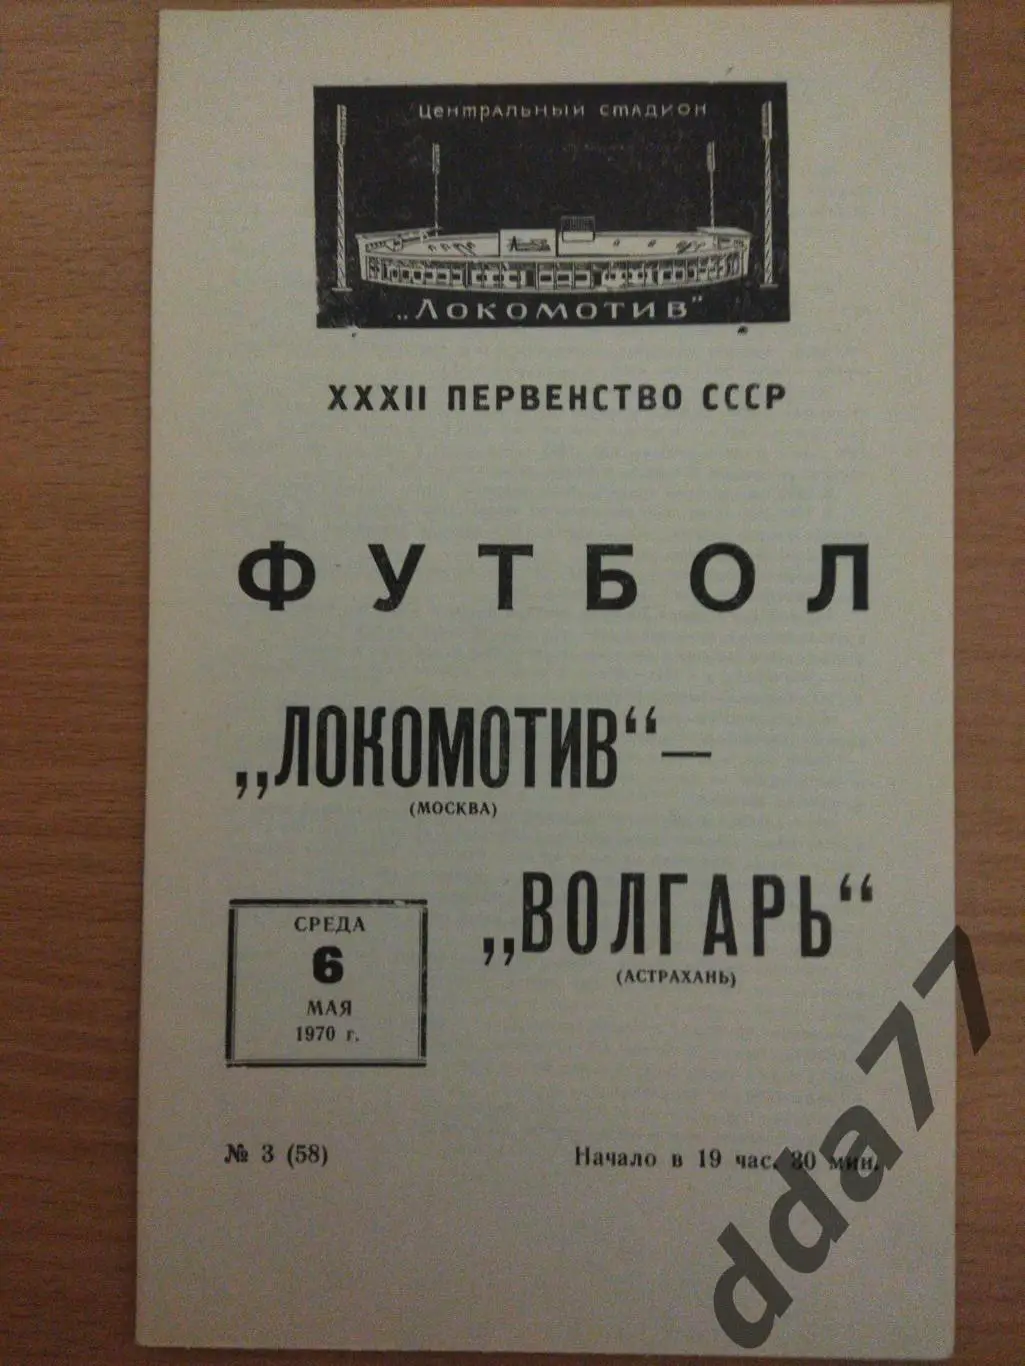 Центральный стадион
„Локомотив"
XXXII ПЕРВЕНСТВО СССР
ФУТБОЛ
„ЛОКОМОТИВ“—
(МОСКВА)
„ВОЛГАРЬ“
(АСТРАХАНЬ)
СРЕДА
6
МАЯ
1970 г.
№ 3 (58)
Начало в 19 час. 30 мин.
dda77